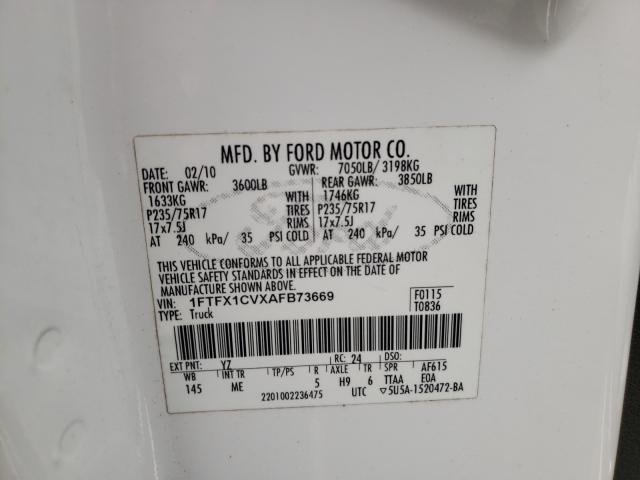 MFD. BY FORD MOTOR CO.
DATE: 02/10 GVWR: 7050LB/ 3198KG
FRONT GAWR: 3600LB REAR GAWR: 3850LB
1633KG WITH 1746KG WITH
P235/75R17 TIRES P235/75R17 TIRES
17x7.5J RIMS 17x7.5J RIMS
AT 240 kPa/ 35 PSI COLD AT 240 kPa/ 35 PSI COLD
THIS VEHICLE CONFORMS TO ALL APPLICABLE FEDERAL MOTOR
VEHICLE SAFETY STANDARDS IN EFFECT ON THE DATE OF
MANUFACTURE SHOWN ABOVE
VIN: 1FTFX1CVXAFB73669 F0115
TYPE: Truck T0836
EXT PNT: YZ RC: 24 DSO:
WB INT TR TP/PS R AXLE TR SPR AF615
145 ME 5 H9 6 TTAA E0A
2201002236475 UTC ▽5U5A-1520472-BA
Ford